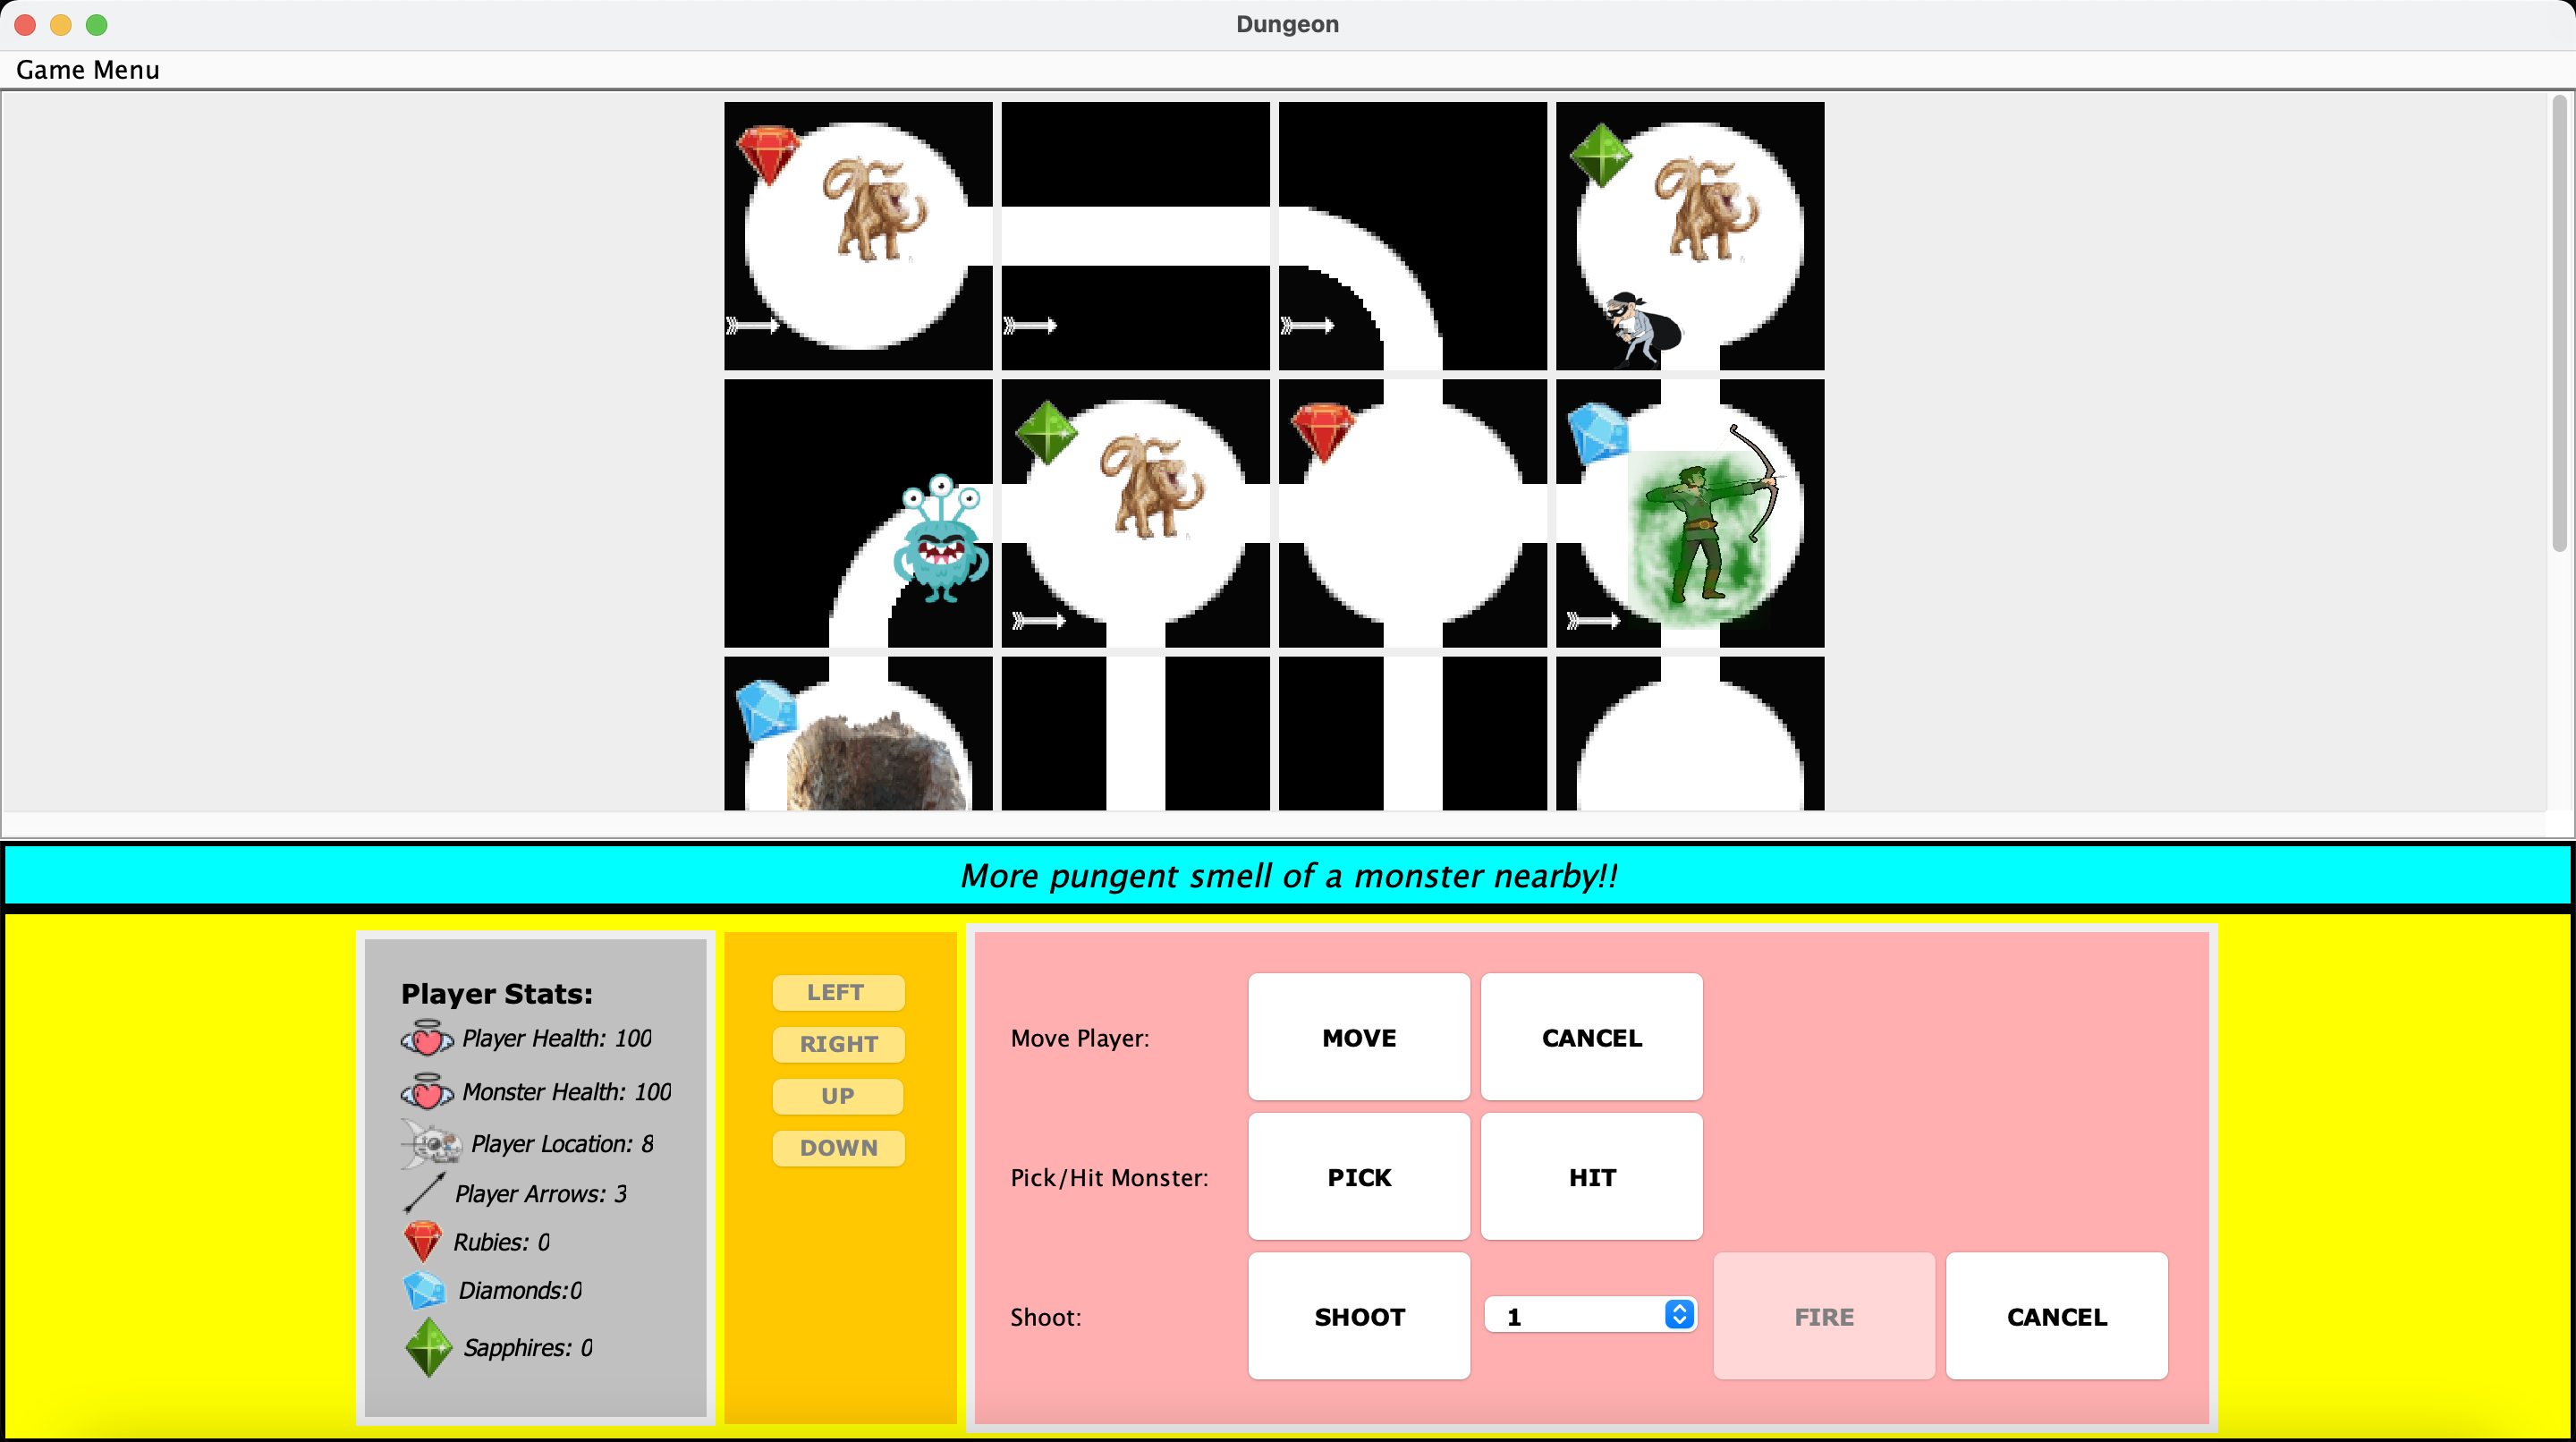 Dungeon
Game Menu
More pungent smell of a monster nearby!!
Player Stats:
Player Health: 100
Monster Health: 100
Player Location: 8
Player Arrows: 3
Rubies: 0
Diamonds:0
Sapphires: 0
LEFT
RIGHT
UP
DOWN
Move Player:
MOVE
CANCEL
Pick/Hit Monster:
PICK
HIT
Shoot:
SHOOT
1
FIRE
CANCEL